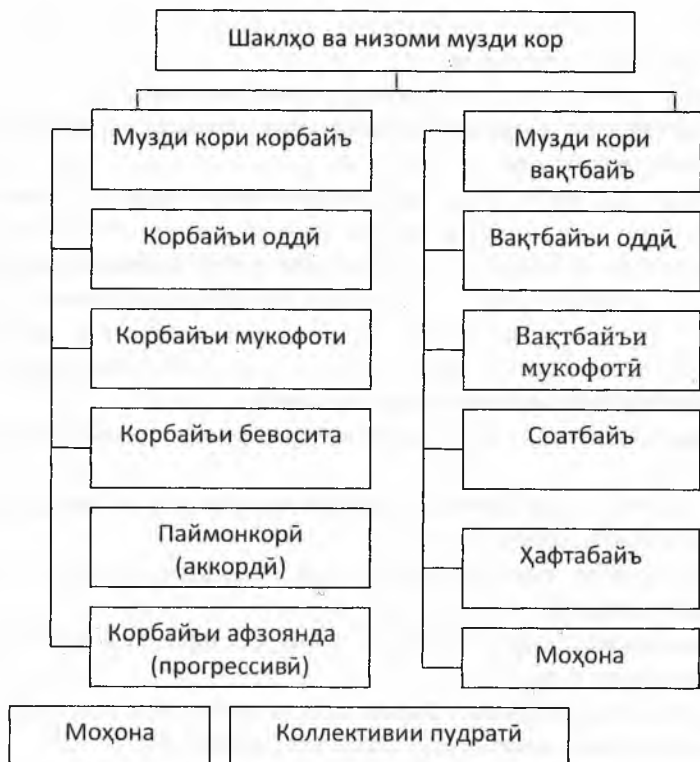 Шаклҳо ва низоми музди кор
Музди кори корбайъ
Корбайъи оддӣ
Корбайъи мукофоти
Корбайъи бевосита
Паймонкорӣ
(аккордӣ)
Корбайъи афзоянда
(прогрессивӣ)
Музди кори
вақтбайъ
Вақтбайъи оддӣ
Вақтбайъи
мукофотӣ
Соатбайъ
Ҳафтабайъ
Моҳона
Моҳона
Коллективии пудратӣ